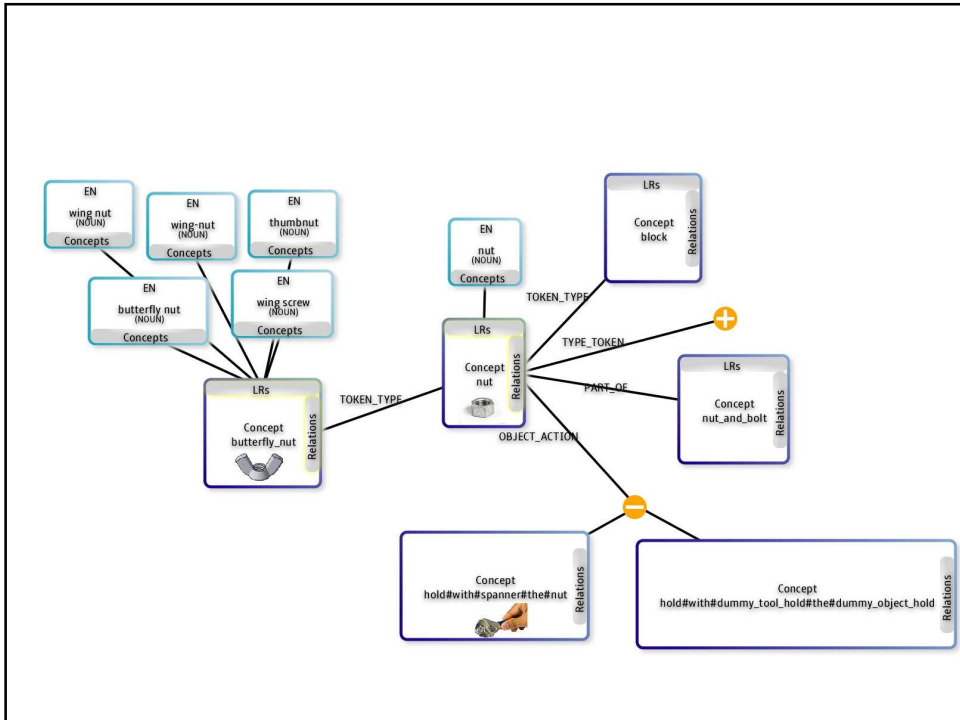 EN
wing nut
(NOUN)
Concepts
EN
wing-nut
(NOUN)
Concepts
EN
thumbnut
(NOUN)
Concepts
EN
butterfly nut
(NOUN)
Concepts
EN
wing screw
(NOUN)
Concepts
LRs
Concept
butterfly_nut
Relations
TOKEN_TYPE
EN
nut
(NOUN)
Concepts
LRs
Concept
nut
Relations
TOKEN_TYPE
LRs
Concept
block
Relations
TYPE_TOKEN
PART_OF
LRs
Concept
nut_and_bolt
Relations
OBJECT_ACTION
Concept
hold#with#spanner#the#nut
Relations
Concept
hold#with#dummy_tool_hold#the#dummy_object_hold
Relations